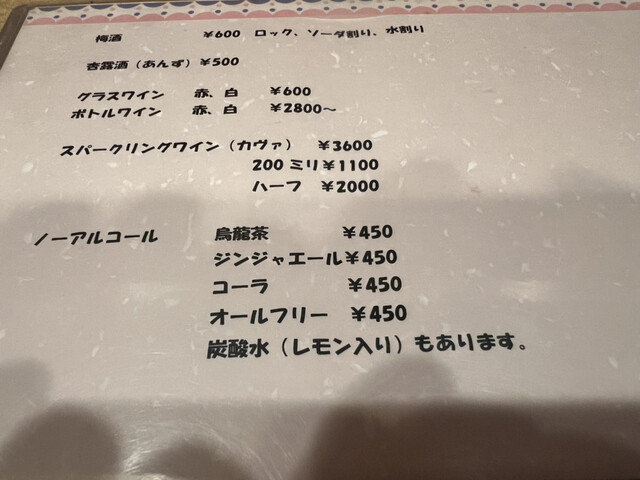 梅酒 ¥600 ロック、ソーダ割り、水割り
杏露酒（あんず）¥500
グラスワイン 赤、白 ¥600
ボトルワイン 赤、白 ¥2800〜
スパークリングワイン（カヴァ） ¥3600
200ミリ¥1100
ハーフ ¥2000
ノーアルコール 烏龍茶 ¥450
ジンジャエール¥450
コーラ ¥450
オールフリー ¥450
炭酸水（レモン入り）もあります。